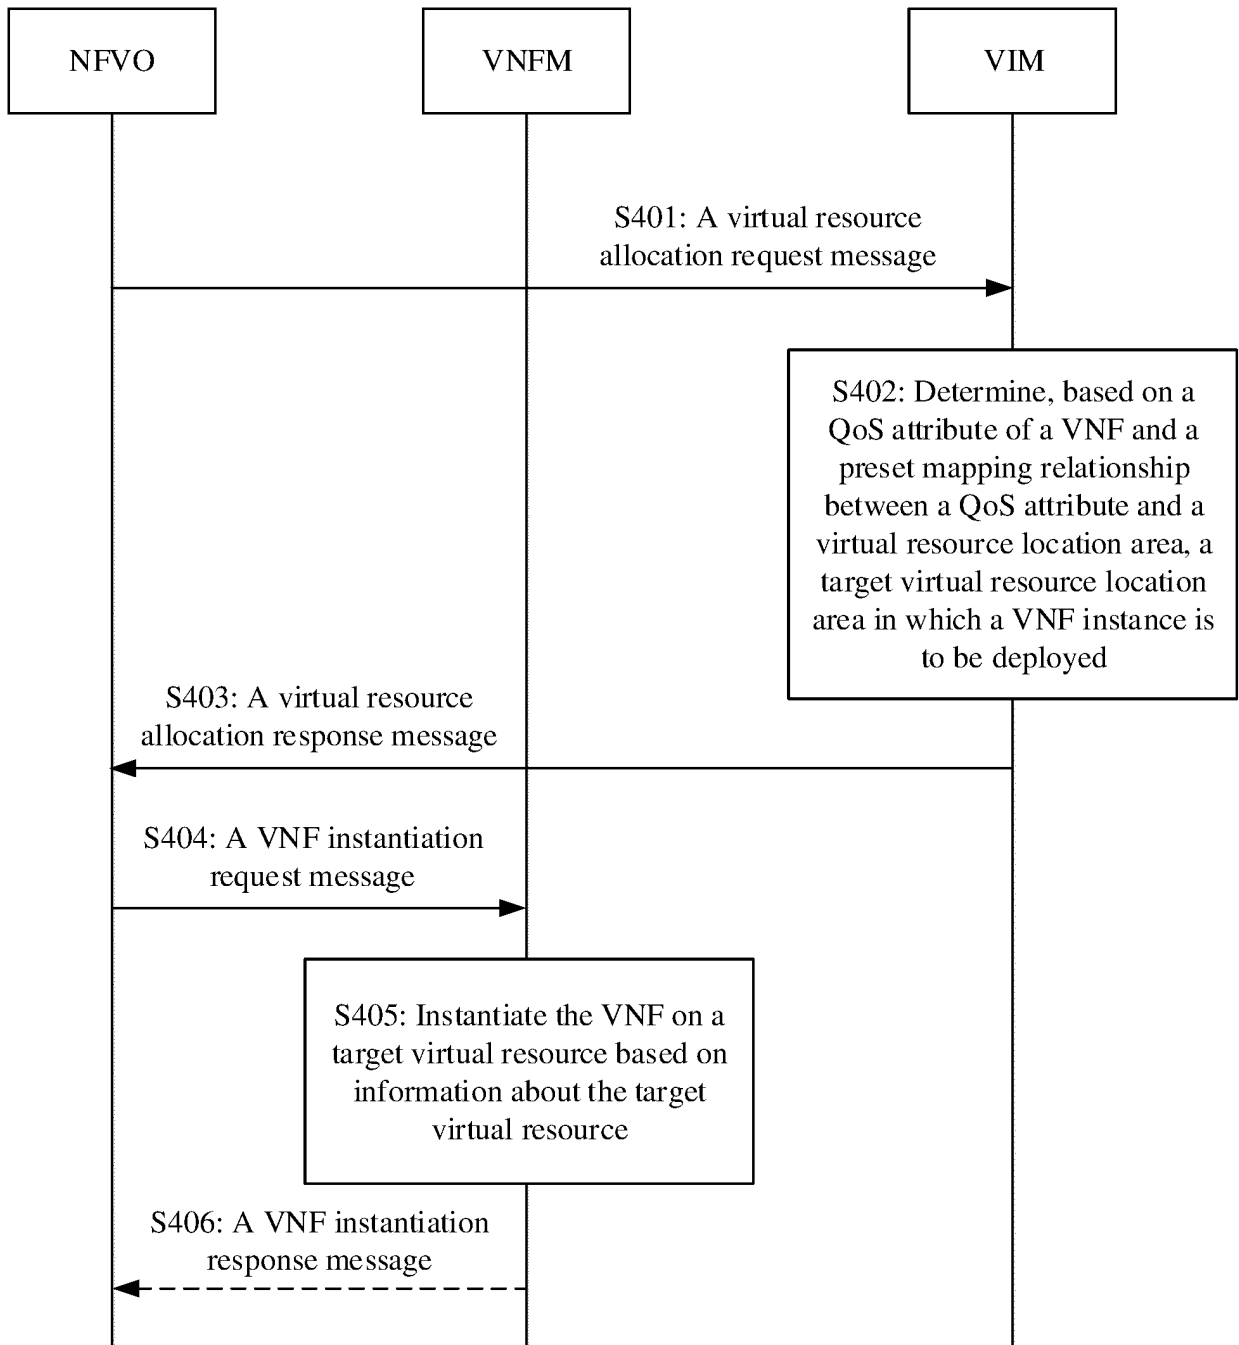 NFVO
VNFM
VIM
S401: A virtual resource
allocation request message
S402: Determine, based on a
QoS attribute of a VNF and a
preset mapping relationship
between a QoS attribute and a
virtual resource location area, a
target virtual resource location
area in which a VNF instance is
to be deployed
S403: A virtual resource
allocation response message
S404: A VNF instantiation
request message
S405: Instantiate the VNF on a
target virtual resource based on
information about the target
virtual resource
S406: A VNF instantiation
response message